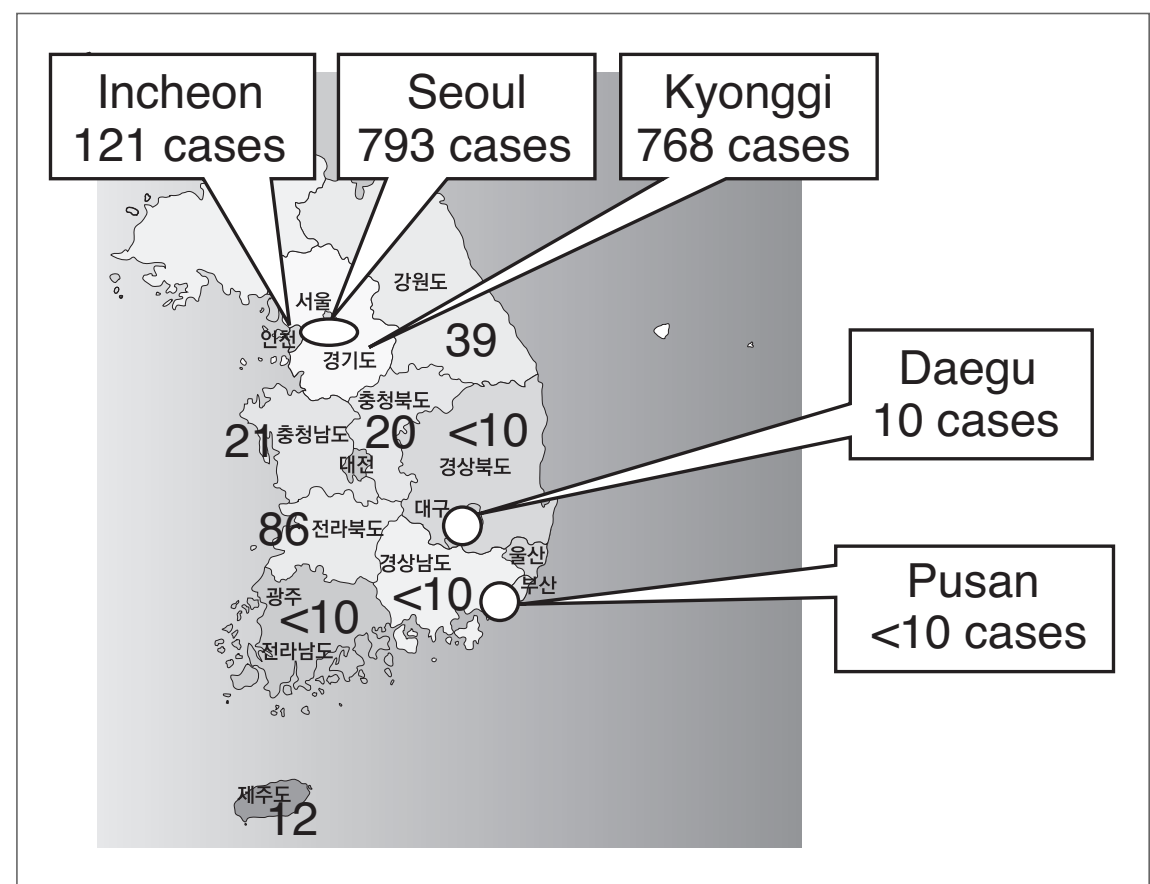 Incheon
121 cases
Seoul
793 cases
Kyonggi
768 cases
강원도
서울
39
인천
경기도
Daegu
10 cases
충청북도
21
충청남도
20
<10
대전
경상북도
대구
86
전라북도
경상남도
울산
<10
부산
Pusan
<10 cases
광주
<10
전라남도
제주도
12